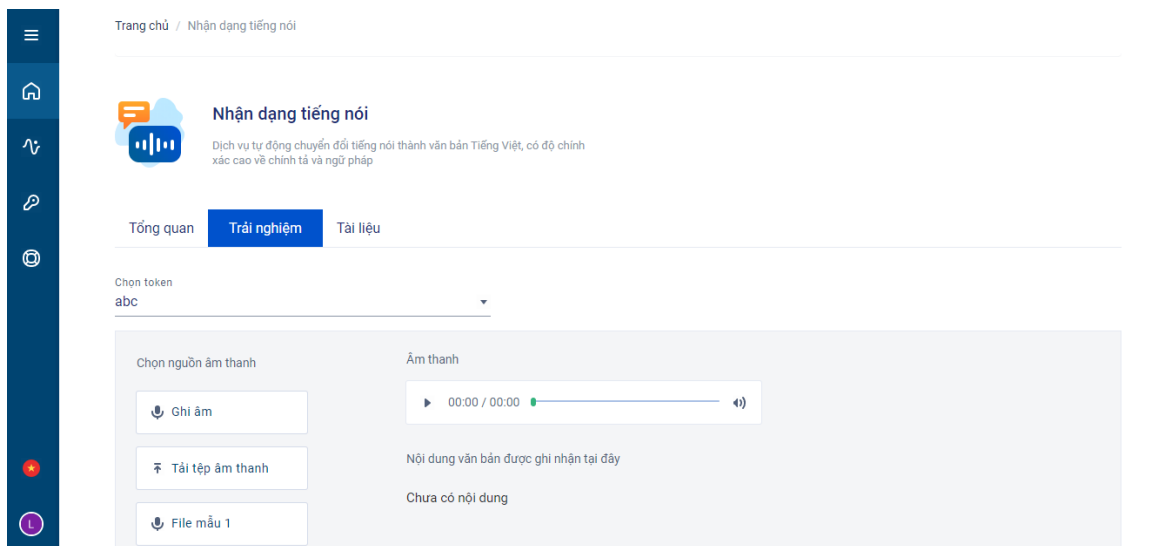 Trang chủ / Nhận dạng tiếng nói
Nhận dạng tiếng nói
Dịch vụ tự động chuyển đổi tiếng nói thành văn bản Tiếng Việt, có độ chính
xác cao về chính tả và ngữ pháp
Tổng quan Trải nghiệm Tài liệu
Chọn token
abc
Chọn nguồn âm thanh
Ghi âm
Tải tệp âm thanh
File mẫu 1
Âm thanh
00:00 / 00:00
Nội dung văn bản được ghi nhận tại đây
Chưa có nội dung
L